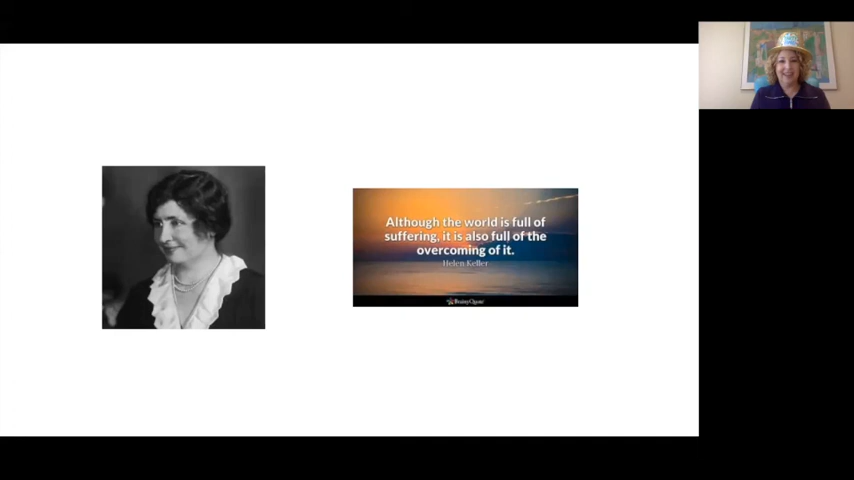 Although the world is full of
suffering, it is also full of the
overcoming of it.
Helen Keller
BrainyQuote